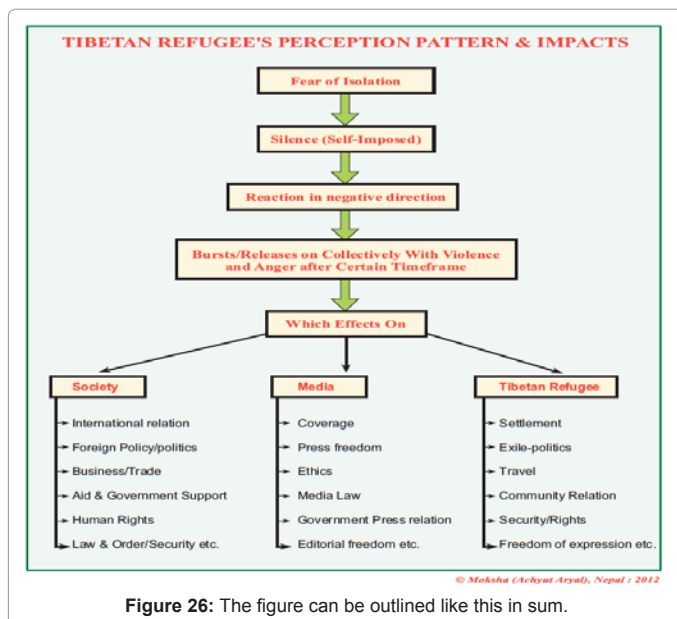 TIBETAN REFUGEE'S PERCEPTION PATTERN & IMPACTS
Fear of Isolation
Silence (Self-Imposed)
Reaction in negative direction
Bursts/Releases on Collectively With Violence
and Anger after Certain Timeframe
Which Effects On
Society
International relation
Foreign Policy/politics
Business/Trade
Aid & Government Support
Human Rights
Law & Order/Security etc.
Media
Coverage
Press freedom
Ethics
Media Law
Government Press relation
Editorial freedom etc.
Tibetan Refugee
Settlement
Exile-politics
Travel
Community Relation
Security/Rights
Freedom of expression etc.
© Moksha (Achyut Aryal), Nepal : 2012
Figure 26: The figure can be outlined like this in sum.